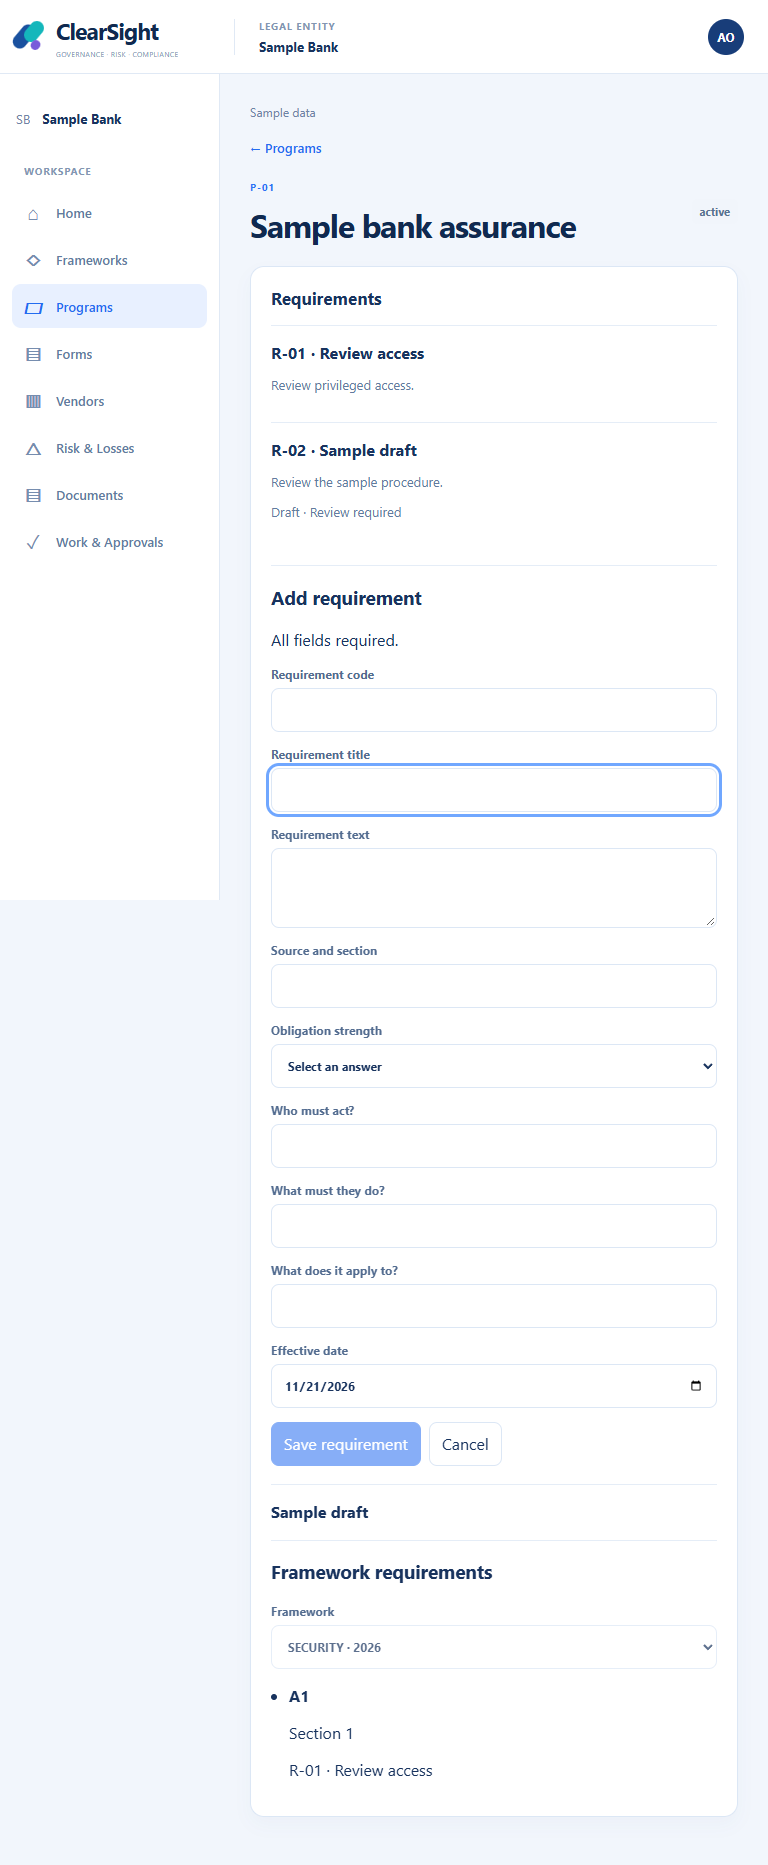 ClearSight
GOVERNANCE · RISK · COMPLIANCE
LEGAL ENTITY
Sample Bank
AO
SB Sample Bank
WORKSPACE
Home
Frameworks
Programs
Forms
Vendors
Risk & Losses
Documents
Work & Approvals
Sample data
← Programs
P-01
Sample bank assurance
active
Requirements
R-01 · Review access
Review privileged access.
R-02 · Sample draft
Review the sample procedure.
Draft · Review required
Add requirement
All fields required.
Requirement code
Requirement title
Requirement text
Source and section
Obligation strength
Select an answer
Who must act?
What must they do?
What does it apply to?
Effective date
11/21/2026
Save requirement
Cancel
Sample draft
Framework requirements
Framework
SECURITY · 2026
• A1
Section 1
R-01 · Review access